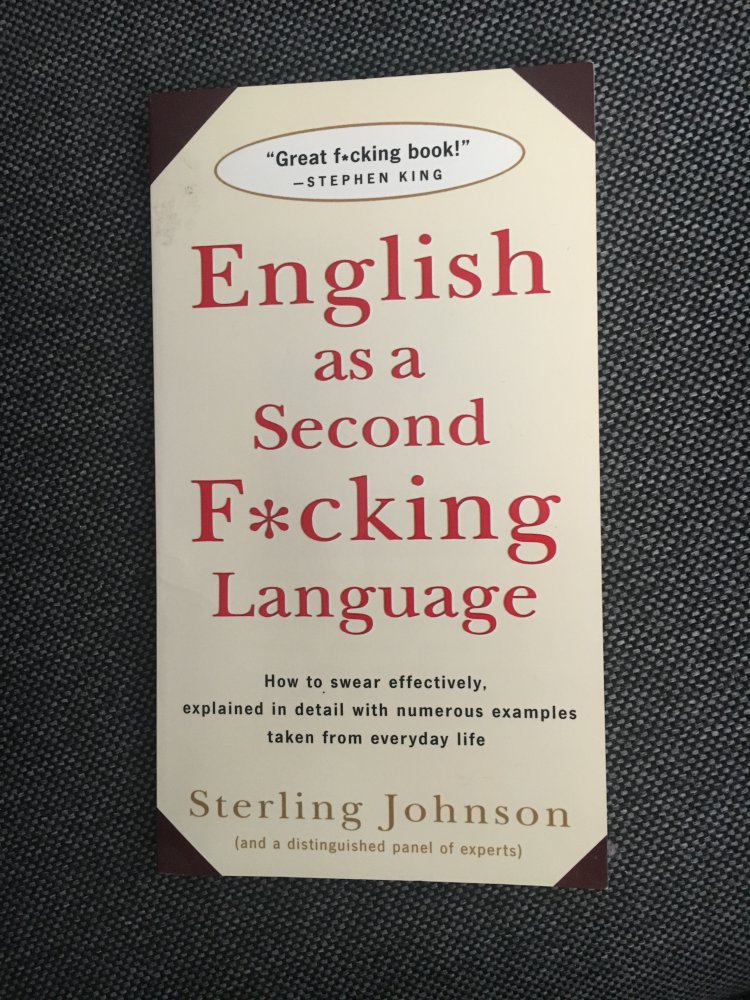 “Great f*cking book!”
—STEPHEN KING
English
as a
Second
F*cking
Language
How to swear effectively,
explained in detail with numerous examples
taken from everyday life
Sterling Johnson
(and a distinguished panel of experts)